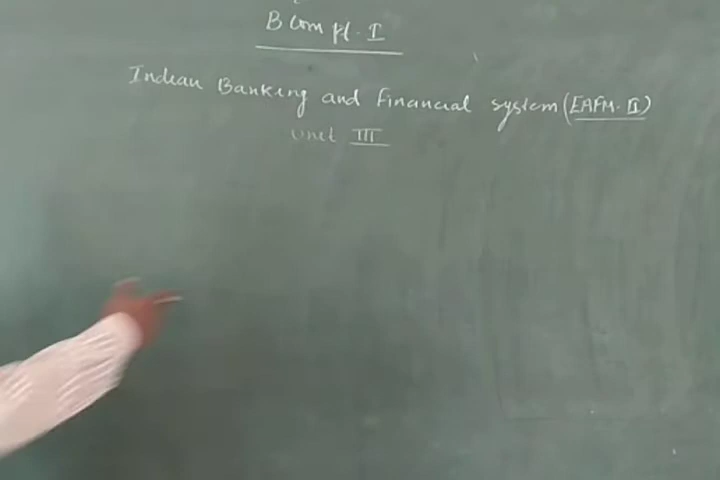 B Com pt. I
Indian Banking and Financial system (EAFM. II)
Unit III